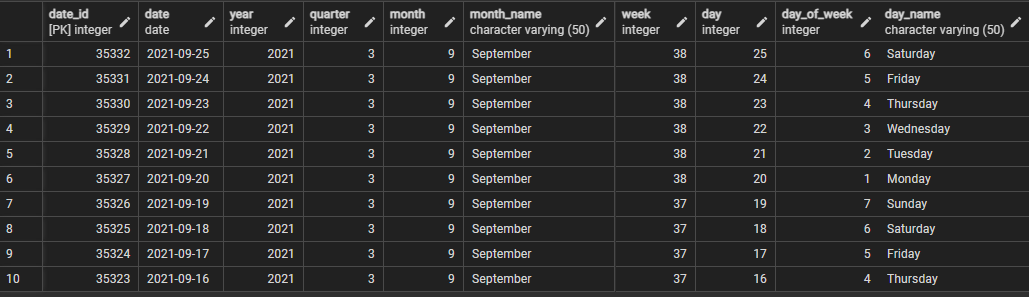 date_id date year quarter month month_name week day day_of_week day_name
[PK] integer date integer integer integer character varying (50) integer integer integer character varying (50)
1 35332 2021-09-25 2021 3 9 September 38 25 6 Saturday
2 35331 2021-09-24 2021 3 9 September 38 24 5 Friday
3 35330 2021-09-23 2021 3 9 September 38 23 4 Thursday
4 35329 2021-09-22 2021 3 9 September 38 22 3 Wednesday
5 35328 2021-09-21 2021 3 9 September 38 21 2 Tuesday
6 35327 2021-09-20 2021 3 9 September 38 20 1 Monday
7 35326 2021-09-19 2021 3 9 September 37 19 7 Sunday
8 35325 2021-09-18 2021 3 9 September 37 18 6 Saturday
9 35324 2021-09-17 2021 3 9 September 37 17 5 Friday
10 35323 2021-09-16 2021 3 9 September 37 16 4 Thursday